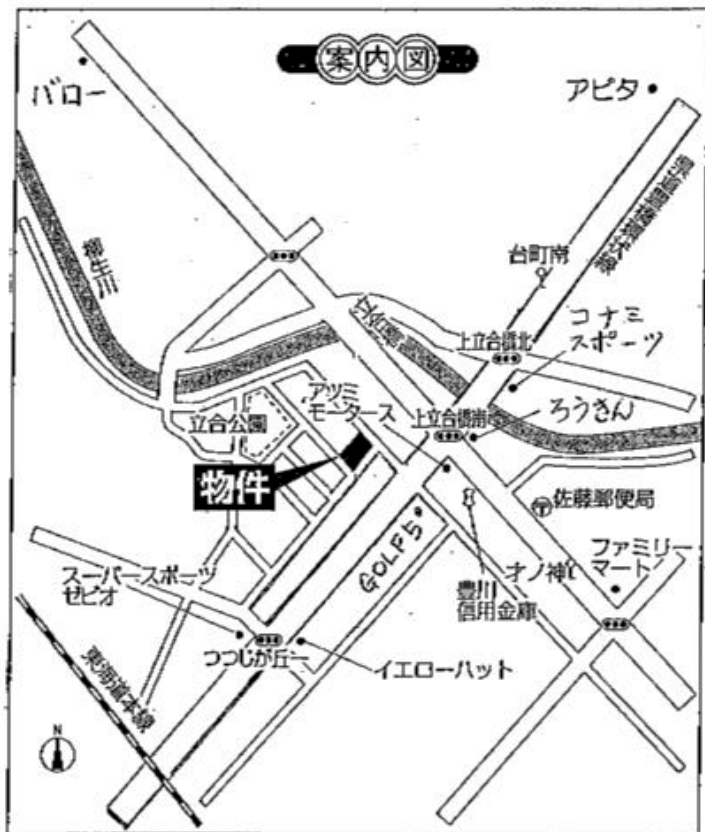 案内図
バロー
アピタ
柳生川
台町南
コナミ
スポーツ
上立合橋北
アツミ
モータース
上立合橋南
ろうきん
立合公園
物件
佐藤郵便局
GOLF5
スーパースポーツ
ゼビオ
豊川
信用金庫
オノ神
ファミリー
マート
つつじが丘一
イエローハット
東海道本線
N